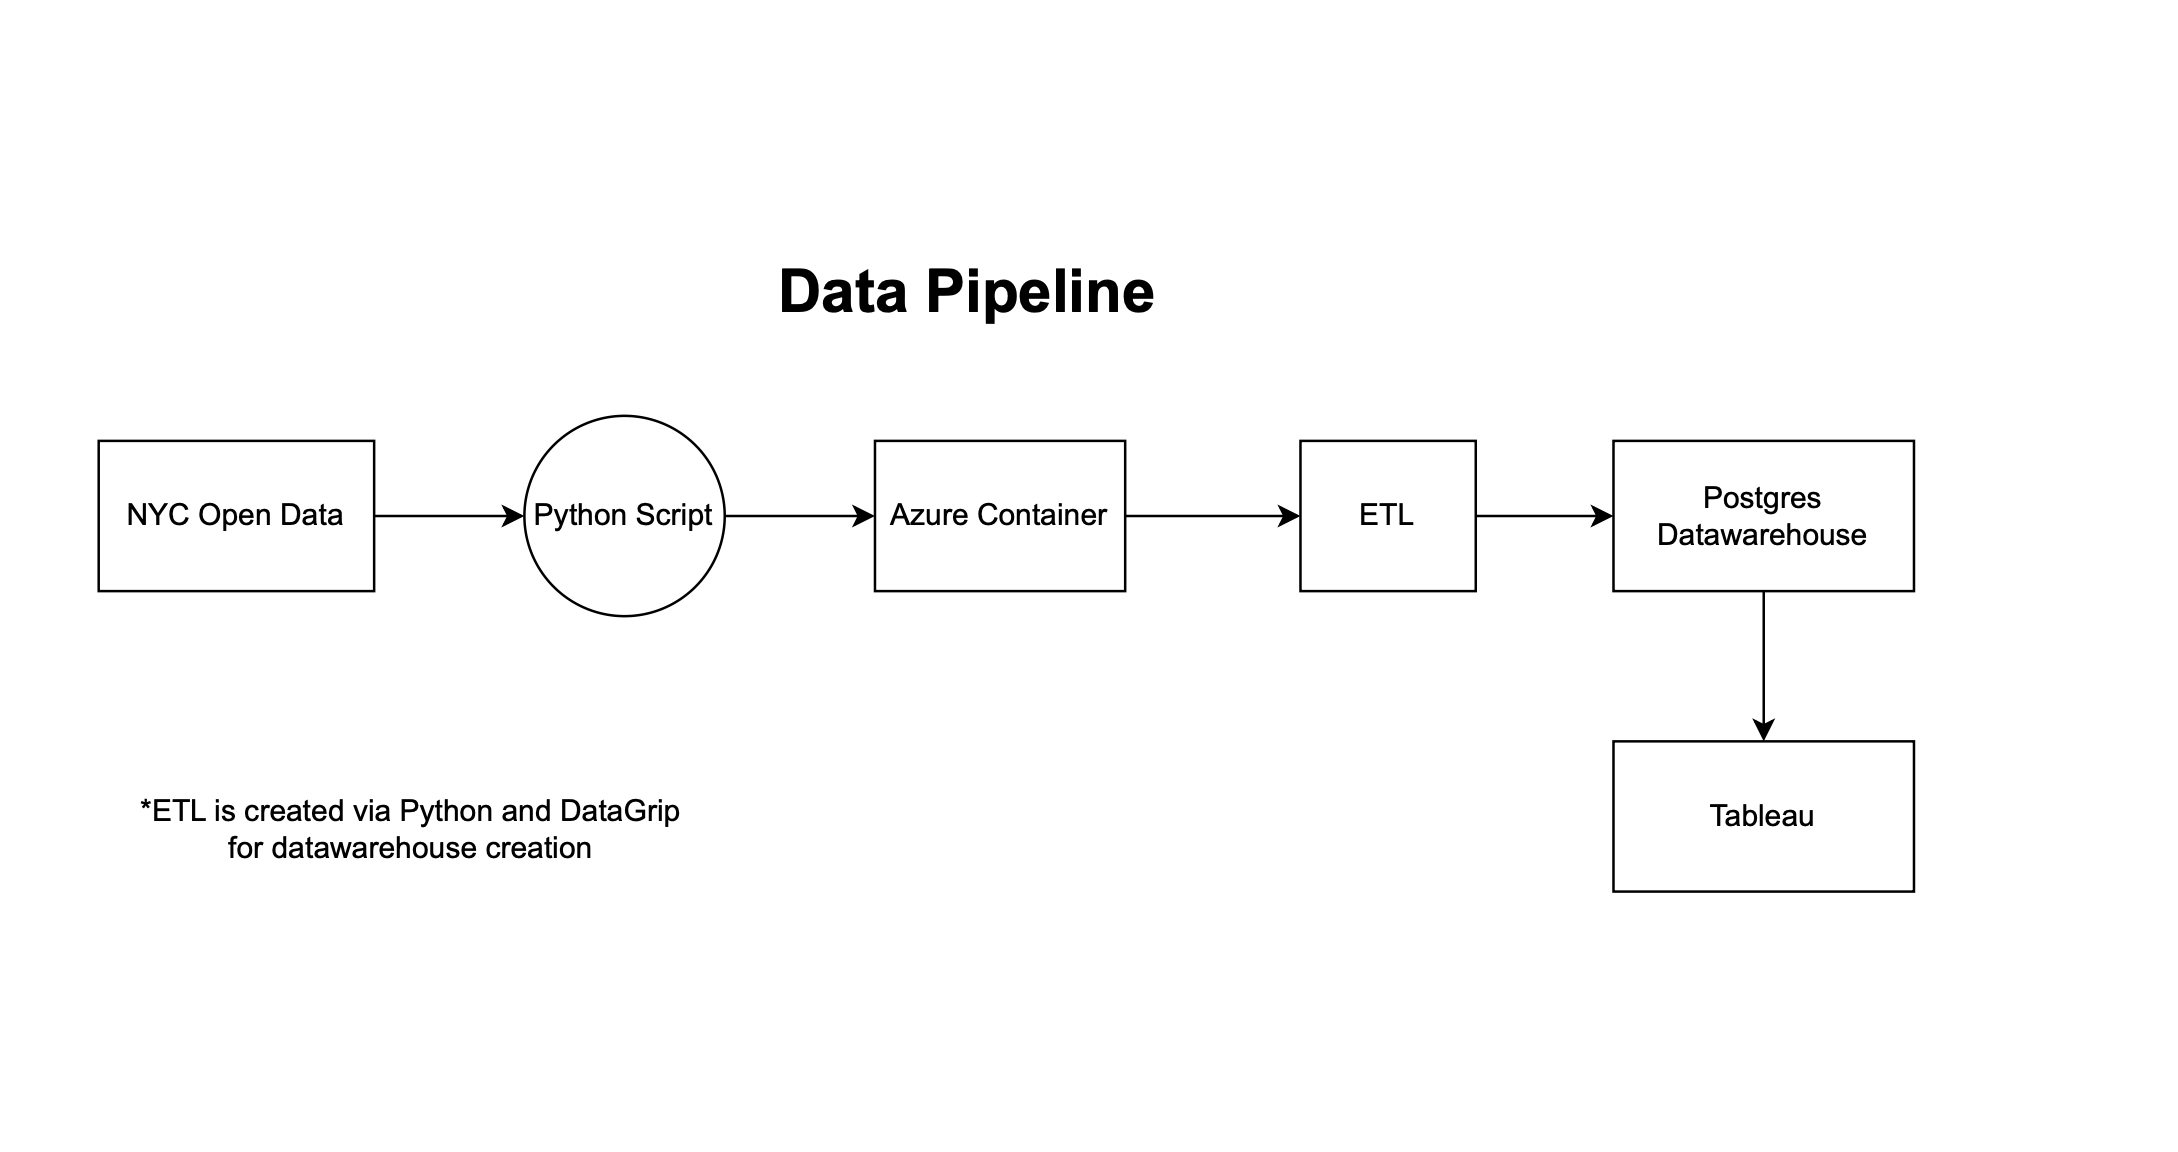 Data Pipeline
NYC Open Data
Python Script
Azure Container
ETL
Postgres
Datawarehouse
Tableau
*ETL is created via Python and DataGrip
for datawarehouse creation